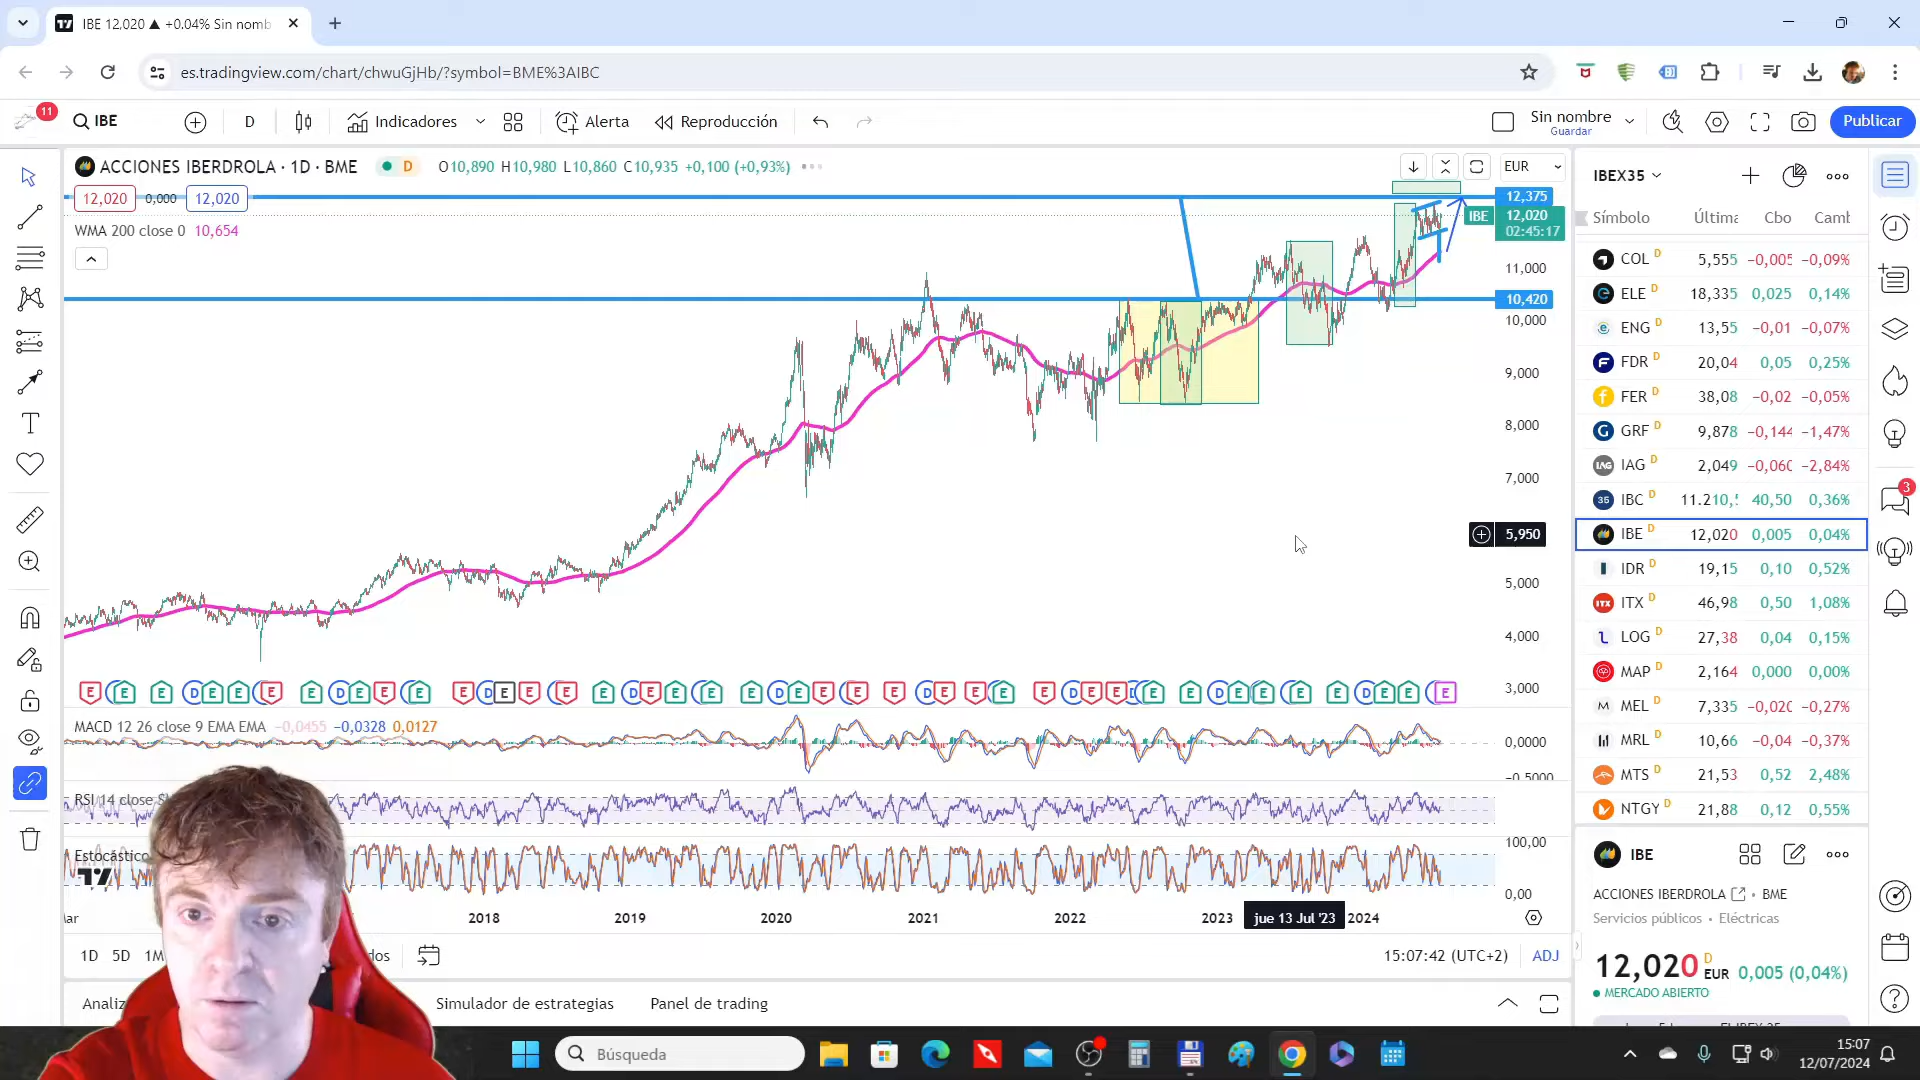 IBE 12,020 ▲ +0.04% Sin nomb
es.tradingview.com/chart/chwuGjHb/?symbol=BME%3AIBC
11
IBE
D
Indicadores
Alerta
Reproducción
Sin nombre
Guardar
Publicar
ACCIONES IBERDROLA · 1D · BME
D
O10,890 H10,980 L10,860 C10,935 +0,100 (+0,93%)
EUR
12,020 0,000 12,020
WMA 200 close 0 10,654
12,375
IBE 12,020
02:45:17
11,000
10,420
10,000
9,000
8,000
7,000
5,950
5,000
4,000
3,000
MACD 12 26 close 9 EMA EMA −0,0455 −0,0328 0,0127
0,0000
−0,5000
RSI 14 close
Estocástico
100,00
0,00
2018 2019 2020 2021 2022 2023 jue 13 Jul '23 2024
1D 5D
15:07:42 (UTC+2) ADJ
Simulador de estrategias
Panel de trading
IBEX35
Símbolo Última Cbo Camb
COL D 5,555 −0,005 −0,09%
ELE D 18,335 0,025 0,14%
ENG D 13,55 −0,01 −0,07%
FDR D 20,04 0,05 0,25%
FER D 38,08 −0,02 −0,05%
GRF D 9,878 −0,144 −1,47%
IAG D 2,049 −0,060 −2,84%
IBC D 11.210, 40,50 0,36%
IBE D 12,020 0,005 0,04%
IDR D 19,15 0,10 0,52%
ITX D 46,98 0,50 1,08%
LOG D 27,38 0,04 0,15%
MAP D 2,164 0,000 0,00%
MEL D 7,335 −0,020 −0,27%
MRL D 10,66 −0,04 −0,37%
MTS D 21,53 0,52 2,48%
NTGY D 21,88 0,12 0,55%
3
IBE
ACCIONES IBERDROLA • BME
Servicios públicos • Eléctricas
12,020 D EUR 0,005 (0,04%)
MERCADO ABIERTO
Búsqueda
15:07
12/07/2024